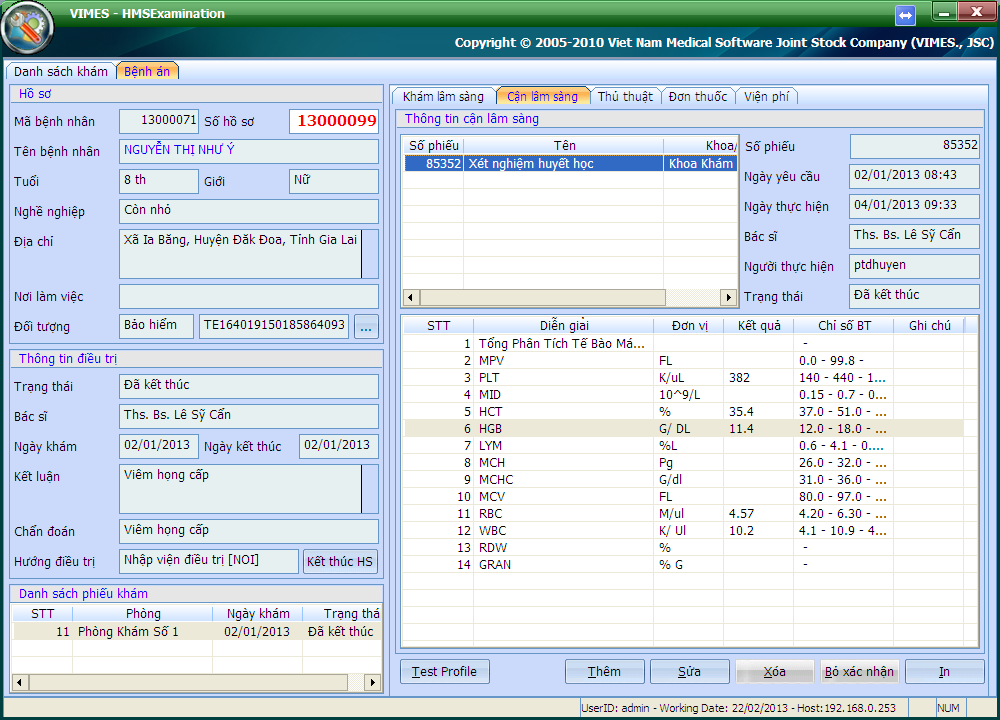 VIMES - HMSExamination
Copyright © 2005-2010 Viet Nam Medical Software Joint Stock Company (VIMES., JSC)
Danh sách khám Bệnh án
Hồ sơ
Mã bệnh nhân 13000071 Số hồ sơ 13000099
Tên bệnh nhân NGUYỄN THỊ NHƯ Ý
Tuổi 8 th Giới Nữ
Nghề nghiệp Còn nhỏ
Địa chỉ Xã Ia Băng, Huyện Đăk Đoa, Tỉnh Gia Lai
Nơi làm việc
Đối tượng Bảo hiểm TE164019150185864093 ...
Thông tin điều trị
Trạng thái Đã kết thúc
Bác sĩ Ths. Bs. Lê Sỹ Cẩn
Ngày khám 02/01/2013 Ngày kết thúc 02/01/2013
Kết luận Viêm họng cấp
Chẩn đoán Viêm họng cấp
Hướng điều trị Nhập viện điều trị [NOI] Kết thúc HS
Danh sách phiếu khám
STT Phòng Ngày khám Trạng thá
11 Phòng Khám Số 1 02/01/2013 Đã kết thúc
Khám lâm sàng Cận lâm sàng Thủ thuật Đơn thuốc Viện phí
Thông tin cận lâm sàng
Số phiếu Tên Khoa/
85352 Xét nghiệm huyết học Khoa Khám
Số phiếu 85352
Ngày yêu cầu 02/01/2013 08:43
Ngày thực hiện 04/01/2013 09:33
Bác sĩ Ths. Bs. Lê Sỹ Cẩn
Người thực hiện ptdhuyen
Trạng thái Đã kết thúc
STT Diễn giải Đơn vị Kết quả Chỉ số BT Ghi chú
1 Tổng Phân Tích Tế Bào Má... -
2 MPV FL 0.0 - 99.8 -
3 PLT K/uL 382 140 - 440 - 1...
4 MID 10^9/L 0.15 - 0.7 - 0...
5 HCT % 35.4 37.0 - 51.0 - ...
6 HGB G/ DL 11.4 12.0 - 18.0 - ...
7 LYM %L 0.6 - 4.1 - 0....
8 MCH Pg 26.0 - 32.0 - ...
9 MCHC G/dl 31.0 - 36.0 - ...
10 MCV FL 80.0 - 97.0 - ...
11 RBC M/ul 4.57 4.20 - 6.30 - ...
12 WBC K/ Ul 10.2 4.1 - 10.9 - 4...
13 RDW % -
14 GRAN % G -
Test Profile Thêm Sửa Xóa Bỏ xác nhận In
UserID: admin - Working Date: 22/02/2013 - Host:192.168.0.253 NUM